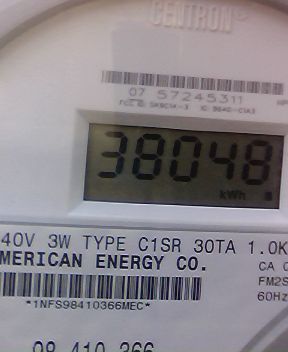 CENTRON®
07 57245311
38048
kWh
40V 3W TYPE C1SR 30TA 1.0K
MERICAN ENERGY CO.
CA
FM2S
60Hz
*1NFS98410366MEC*
98 410 366